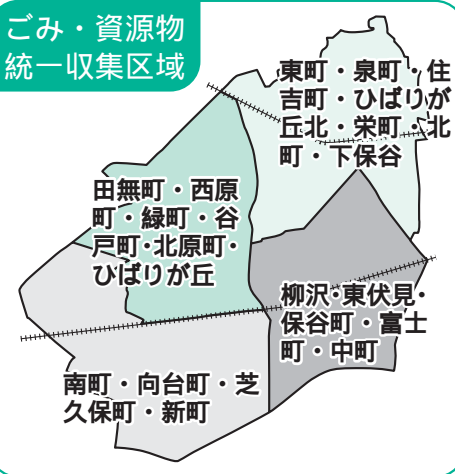 ごみ・資源物
統一収集区域
東町・泉町・住
吉町・ひばりが
丘北・栄町・北
町・下保谷
田無町・西原
町・緑町・谷
戸町・北原町・
ひばりが丘
柳沢・東伏見・
保谷町・富士
町・中町
南町・向台町・芝
久保町・新町